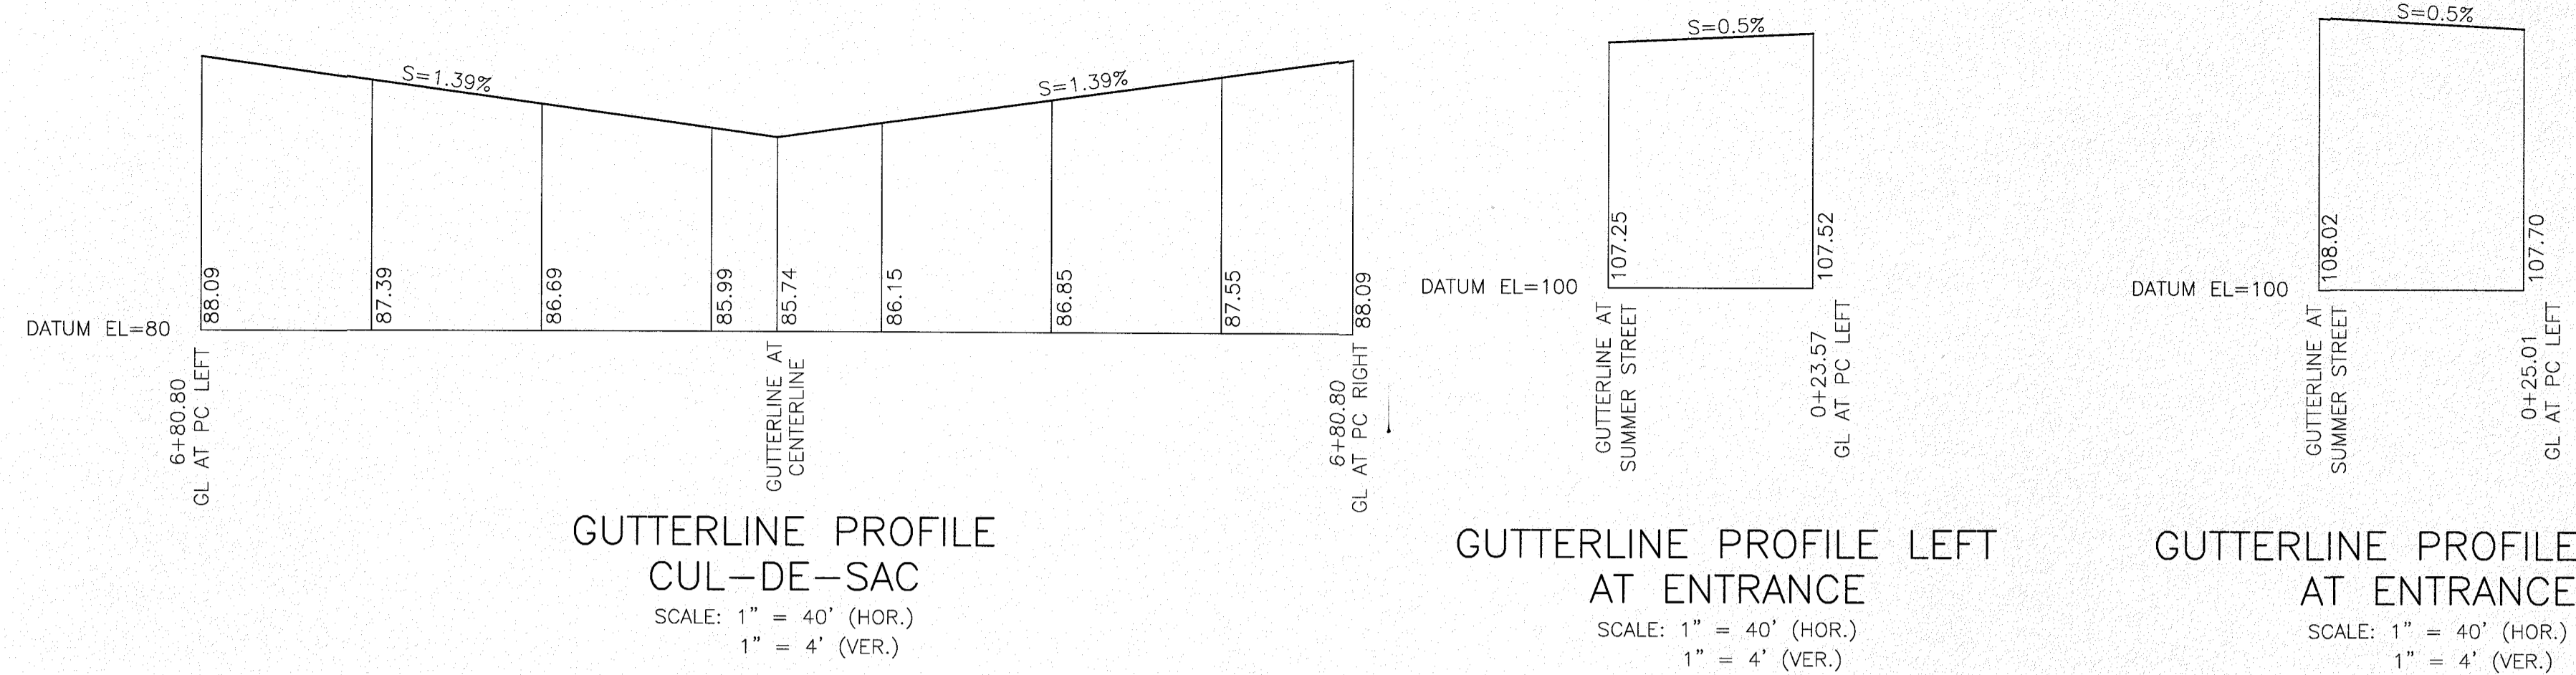 S=1.39%
S=1.39%
88.09
87.39
86.69
85.99
85.74
86.15
86.85
87.55
88.09
DATUM EL=80
6+80.80
GL AT PC LEFT
GUTTERLINE AT
CENTERLINE
6+80.80
GL AT PC RIGHT
GUTTERLINE PROFILE
CUL-DE-SAC
SCALE: 1" = 40' (HOR.)
1" = 4' (VER.)
S=0.5%
107.25
107.52
DATUM EL=100
GUTTERLINE AT
SUMMER STREET
0+23.57
GL AT PC LEFT
GUTTERLINE PROFILE LEFT
AT ENTRANCE
SCALE: 1" = 40' (HOR.)
1" = 4' (VER.)
S=0.5%
108.02
107.70
DATUM EL=100
GUTTERLINE AT
SUMMER STREET
0+25.01
GL AT PC LEFT
GUTTERLINE PROFILE
AT ENTRANCE
SCALE: 1" = 40' (HOR.)
1" = 4' (VER.)